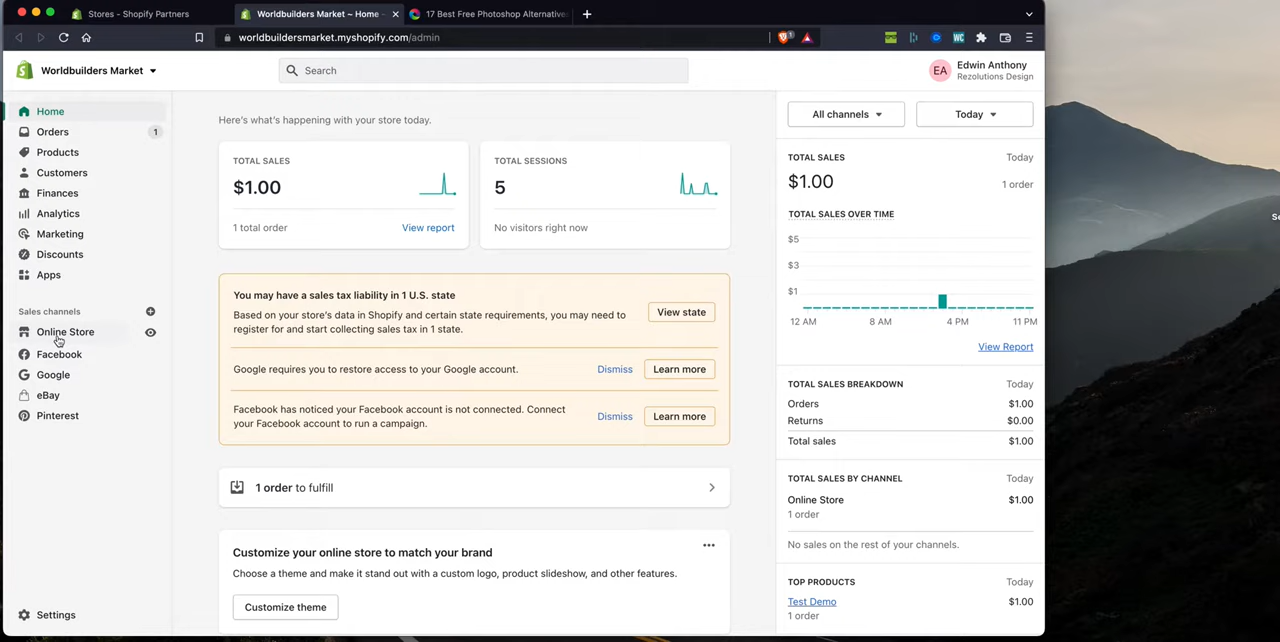 Stores - Shopify Partners
Worldbuilders Market ~ Home -
17 Best Free Photoshop Alternative
worldbuildersmarket.myshopify.com/admin
1
WC
Worldbuilders Market
Search
EA
Edwin Anthony
Rezolutions Design
Home
Orders
1
Products
Customers
Finances
Analytics
Marketing
Discounts
Apps
Sales channels
Online Store
Facebook
Google
eBay
Pinterest
Settings
Here's what's happening with your store today.
TOTAL SALES
$1.00
1 total order
View report
TOTAL SESSIONS
5
No visitors right now
You may have a sales tax liability in 1 U.S. state
Based on your store's data in Shopify and certain state requirements, you may need to
register for and start collecting sales tax in 1 state.
View state
Google requires you to restore access to your Google account.
Dismiss
Learn more
Facebook has noticed your Facebook account is not connected. Connect
your Facebook account to run a campaign.
Dismiss
Learn more
1 order to fulfill
Customize your online store to match your brand
Choose a theme and make it stand out with a custom logo, product slideshow, and other features.
Customize theme
All channels
Today
TOTAL SALES
Today
$1.00
1 order
TOTAL SALES OVER TIME
$5
$3
$1
12 AM
8 AM
4 PM
11 PM
View Report
TOTAL SALES BREAKDOWN
Today
Orders
$1.00
Returns
$0.00
Total sales
$1.00
TOTAL SALES BY CHANNEL
Today
Online Store
$1.00
1 order
No sales on the rest of your channels.
TOP PRODUCTS
Today
Test Demo
$1.00
1 order